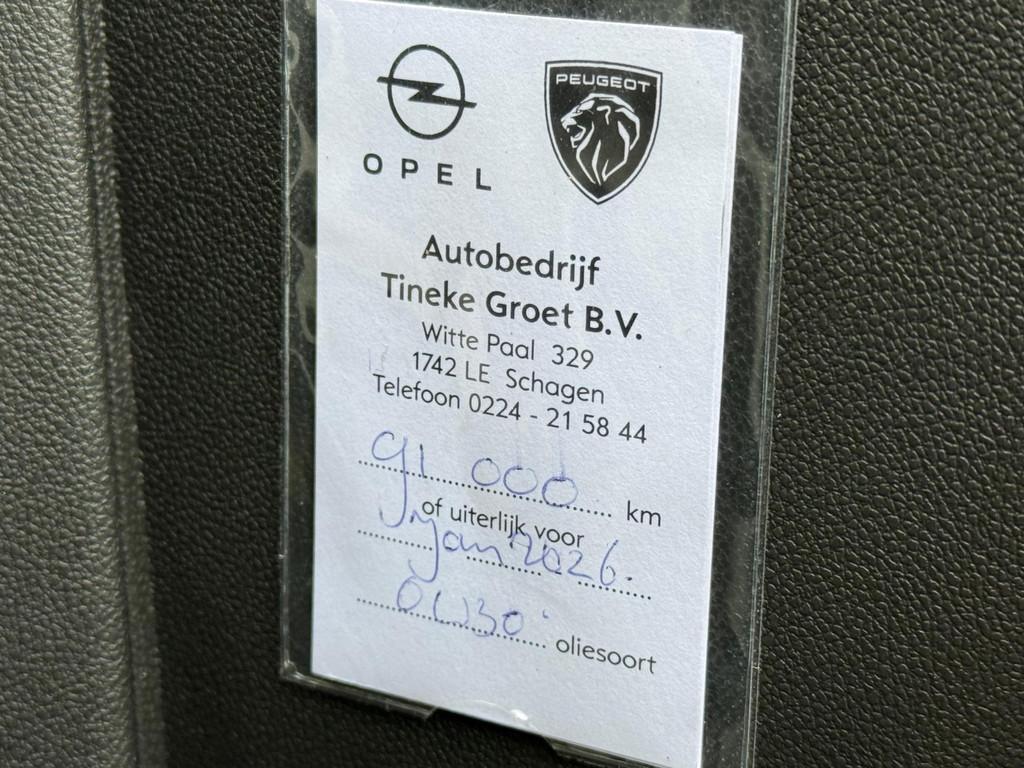 OPEL
PEUGEOT
Autobedrijf
Tineke Groet B.V.
Witte Paal 329
1742 LE Schagen
Telefoon 0224 - 21 58 44
91 000 km
of uiterlijk voor
Jan 2026.
0W30 oliesoort